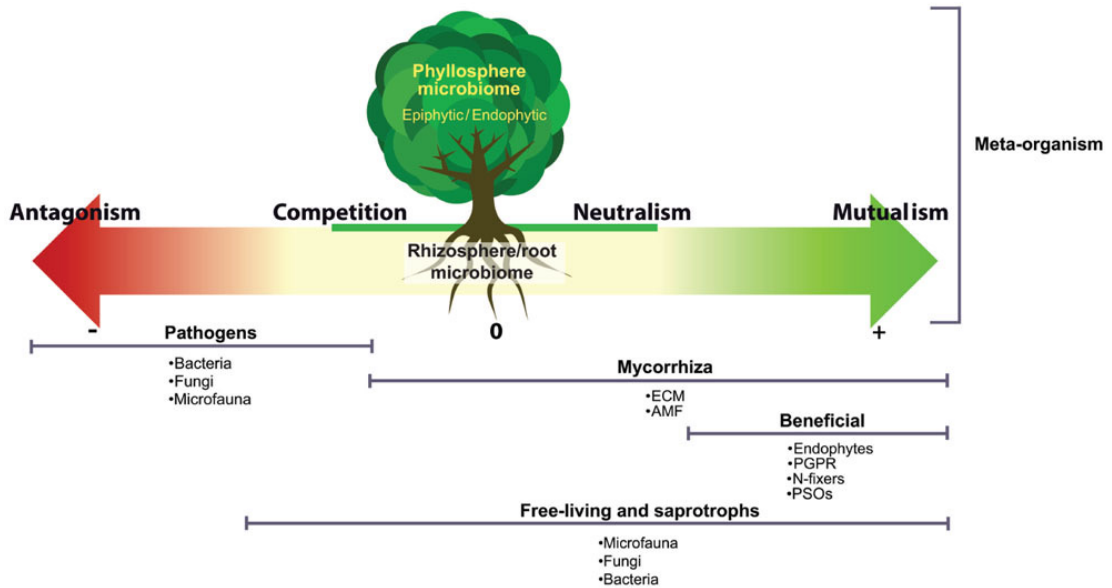 Phyllosphere
microbiome
Epiphytic/Endophytic
Meta-organism
Antagonism
Competition
Neutralism
Mutualism
Rhizosphere/root
microbiome
-
0
+
Pathogens
•Bacteria
•Fungi
•Microfauna
Mycorrhiza
•ECM
•AMF
Beneficial
•Endophytes
•PGPR
•N-fixers
•PSOs
Free-living and saprotrophs
•Microfauna
•Fungi
•Bacteria